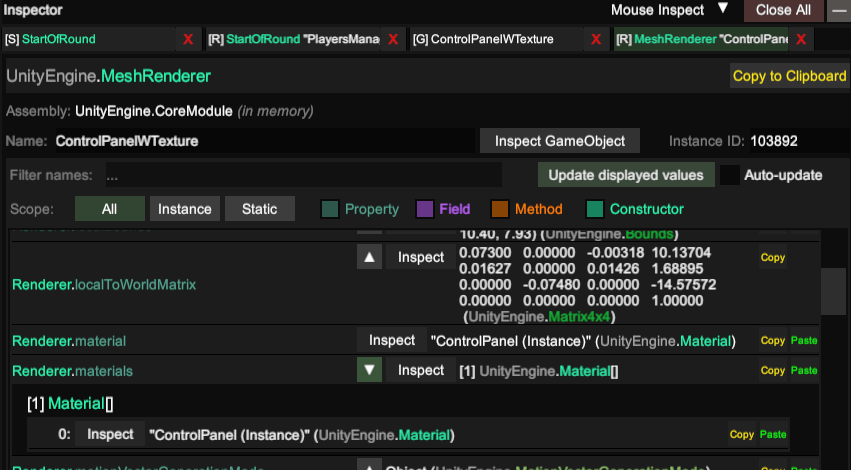 Inspector Mouse Inspect ▼ Close All —
[S] StartOfRound X [R] StartOfRound "PlayersMana X [G] ControlPanelWTexture X [R] MeshRenderer "ControlPane X
UnityEngine.MeshRenderer Copy to Clipboard
Assembly: UnityEngine.CoreModule (in memory)
Name: ControlPanelWTexture Inspect GameObject Instance ID: 103892
Filter names: ... Update displayed values Auto-update
Scope: All Instance Static Property Field Method Constructor
10.40, 7.93) (UnityEngine.Bounds)
▲ Inspect 0.07300 0.00000 -0.00318 10.13704 Copy
0.01627 0.00000 0.01426 1.68895
Renderer.localToWorldMatrix 0.00000 -0.07480 0.00000 -14.57572
0.00000 0.00000 0.00000 1.00000
(UnityEngine.Matrix4x4)
Renderer.material Inspect "ControlPanel (Instance)" (UnityEngine.Material) Copy Paste
Renderer.materials ▼ Inspect [1] UnityEngine.Material[] Copy Paste
[1] Material[]
0: Inspect "ControlPanel (Instance)" (UnityEngine.Material) Copy Paste
Renderer.motionVectorGenerationMode ▲ Object (UnityEngine.MotionVectorGenerationMode)